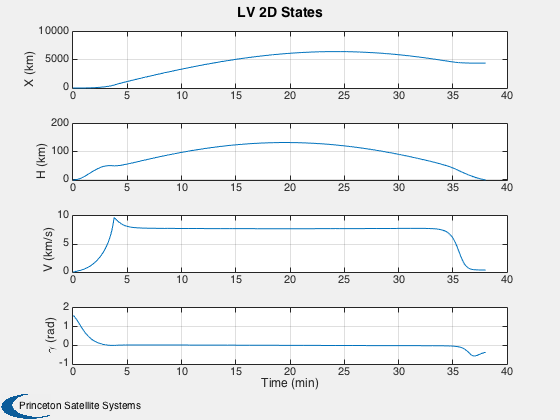 LV 2D States
X (km)
10000
5000
0
0 5 10 15 20 25 30 35 40
H (km)
200
100
0
0 5 10 15 20 25 30 35 40
V (km/s)
10
5
0
0 5 10 15 20 25 30 35 40
γ (rad)
2
1
0
-1
0 5 10 15 20 25 30 35 40
Time (min)
Princeton Satellite Systems